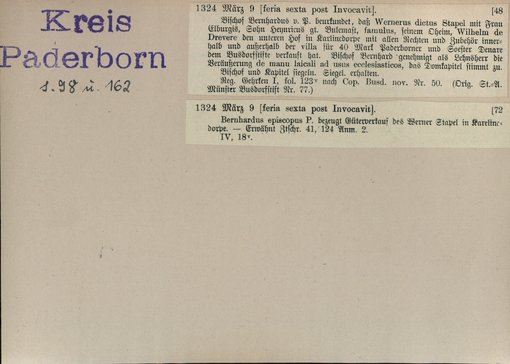 Kreis
Paderborn
s. 98 u. 162
1324 März 9 [feria sexta post Invocavit]. [48
Bischof Bernhardus v. P. beurkundet, daß Wernerus dictus Stapel mit Frau
Elburgis, Sohn Heynricus gt. Bulemast, famulus, seinem Oheim, Wilhelm de
Drevere den unteren Hof in Karlinedorpe mit allen Rechten und Zubehör inner-
halb und außerhalb der villa für 40 Mark Paderborner und Soester Denare
dem Busdorfstifte verkauft hat. Bischof Bernhard genehmigt als Lehnsherr die
Veräußerung de manu laicali ad usus ecclesiasticos, das Domkapitel stimmt zu.
Bischof und Kapitel siegeln. Siegel erhalten.
Reg. Gehrken I, fol. 123v nach Cop. Busd. nov. Nr. 50. (Orig. St.-A.
Münster Busdorfstift Nr. 77.)
1324 März 9 [feria sexta post Invocavit]. [72
Bernhardus episcopus P. bezeugt Güterverkauf des Werner Stapel in Kareline-
dorpe. — Erwähnt Ztschr. 41, 124 Anm. 2.
IV, 18v.